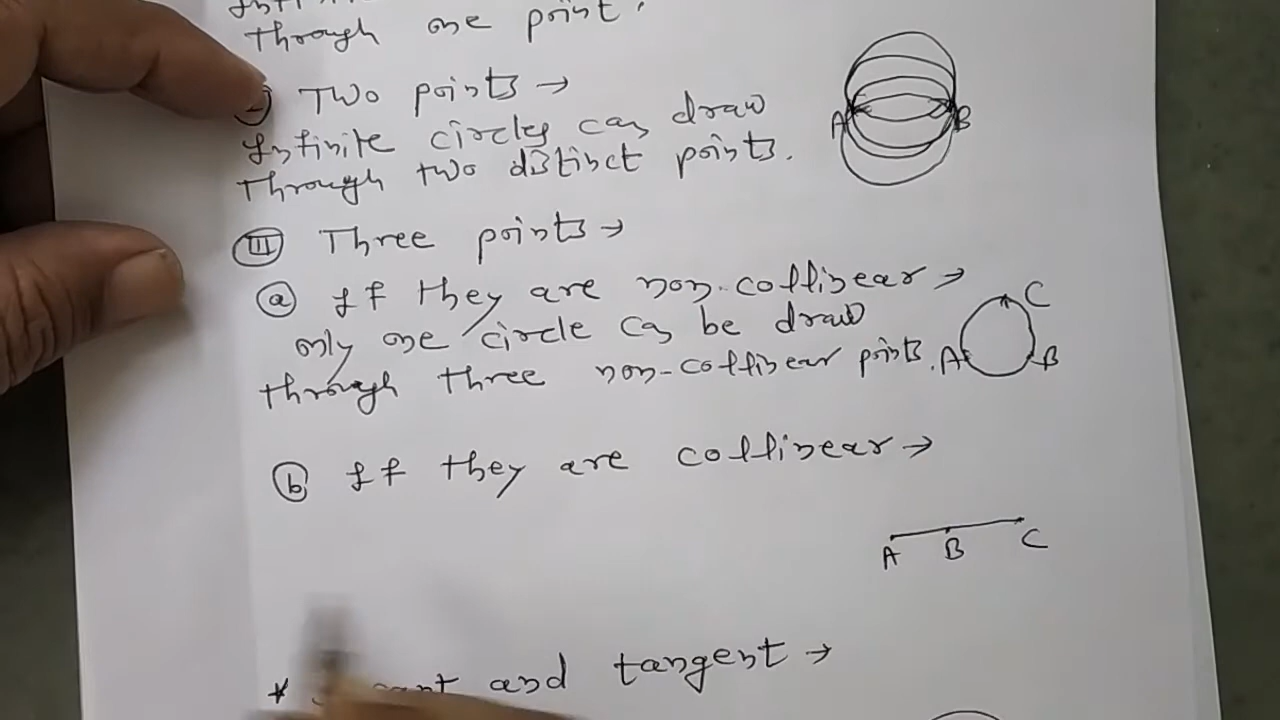 through one point.
Two points →
Infinite circles can draw
through two distinct points.
A B
III Three points →
a If they are non-collinear →
only one circle can be draw
through three non-collinear points.
C
A B
b If they are collinear →
A B C
* and tangent →